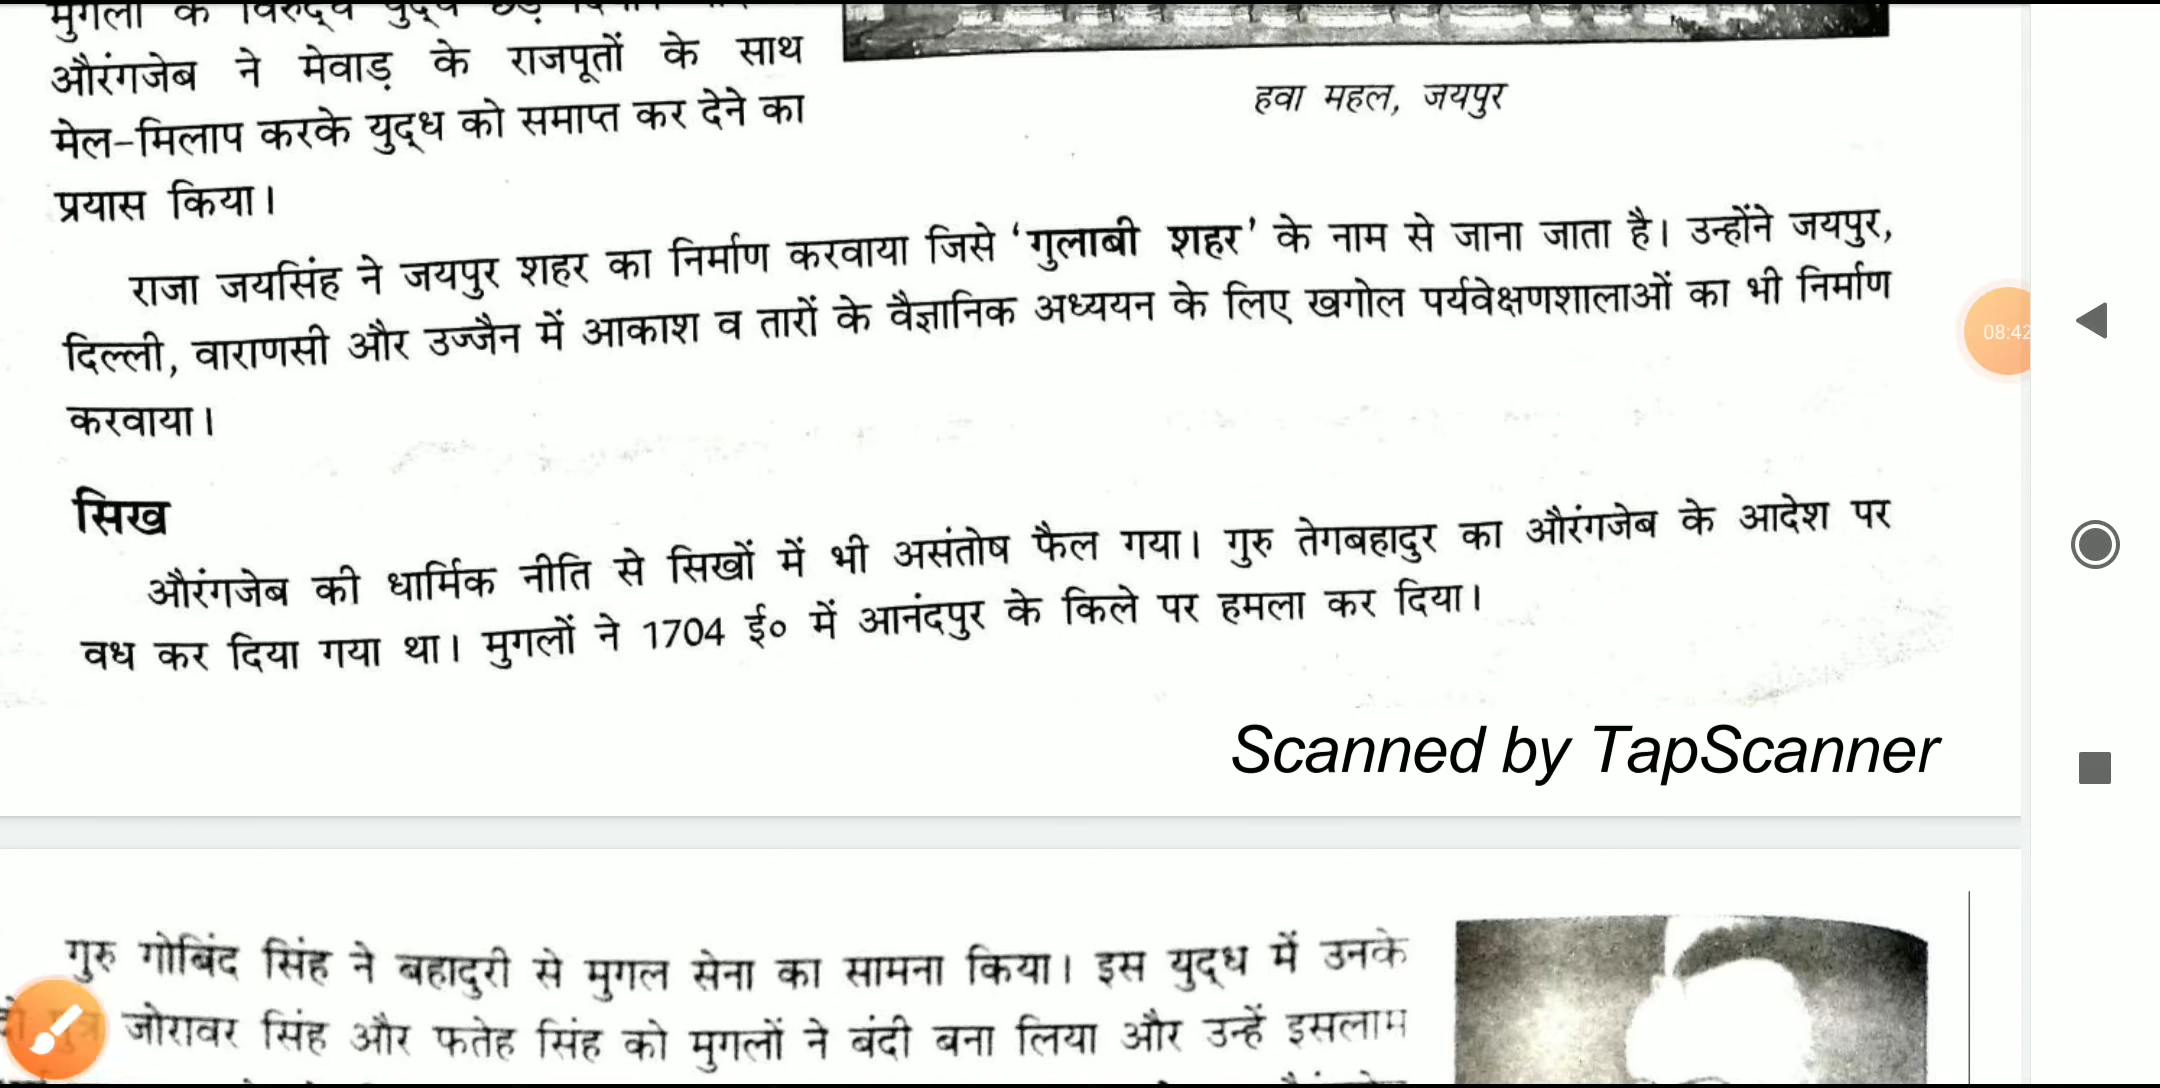 मुगलों के विरुद्ध युद्ध
औरंगजेब ने मेवाड़ के राजपूतों के साथ
मेल-मिलाप करके युद्ध को समाप्त कर देने का
प्रयास किया।
हवा महल, जयपुर
राजा जयसिंह ने जयपुर शहर का निर्माण करवाया जिसे ‘गुलाबी शहर’ के नाम से जाना जाता है। उन्होंने जयपुर,
दिल्ली, वाराणसी और उज्जैन में आकाश व तारों के वैज्ञानिक अध्ययन के लिए खगोल पर्यवेक्षणशालाओं का भी निर्माण
करवाया।
08:42
सिख
औरंगजेब की धार्मिक नीति से सिखों में भी असंतोष फैल गया। गुरु तेगबहादुर का औरंगजेब के आदेश पर
वध कर दिया गया था। मुगलों ने 1704 ई० में आनंदपुर के किले पर हमला कर दिया।
Scanned by TapScanner
गुरु गोबिंद सिंह ने बहादुरी से मुगल सेना का सामना किया। इस युद्ध में उनके
जोरावर सिंह और फतेह सिंह को मुगलों ने बंदी बना लिया और उन्हें इसलाम